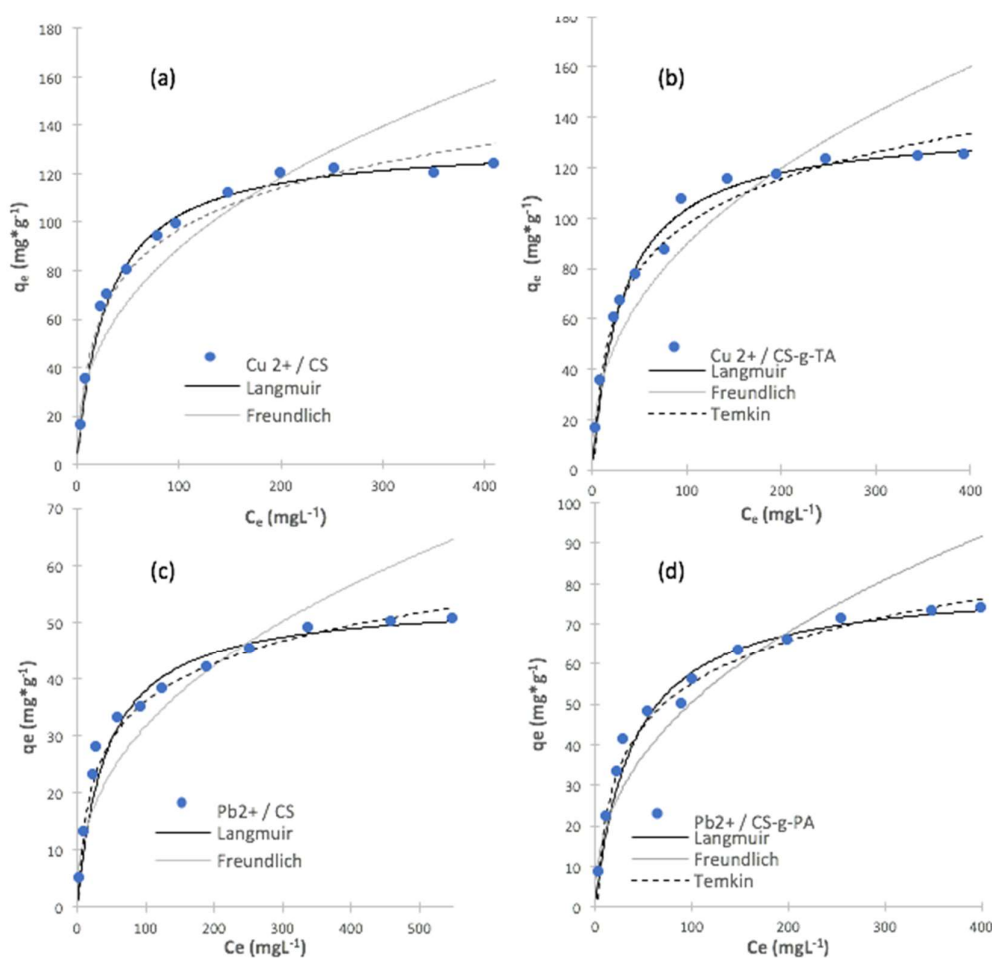 (a)
180
160
140
120
100
80
60
40
20
0
qe (mg*g-1)
Cu 2+ / CS
Langmuir
Freundlich
0 100 200 300 400
Ce (mgL-1)
(b)
180
160
140
120
100
80
60
40
20
0
qe (mg*g-1)
Cu 2+ / CS-g-TA
Langmuir
Freundlich
Temkin
0 100 200 300 400
Ce (mgL-1)
(c)
70
60
50
40
30
20
10
0
qe (mg*g-1)
Pb2+ / CS
Langmuir
Freundlich
0 100 200 300 400 500
Ce (mgL-1)
(d)
100
90
80
70
60
50
40
30
20
10
0
qe (mg*g-1)
Pb2+ / CS-g-PA
Langmuir
Freundlich
Temkin
0 100 200 300 400
Ce (mgL-1)